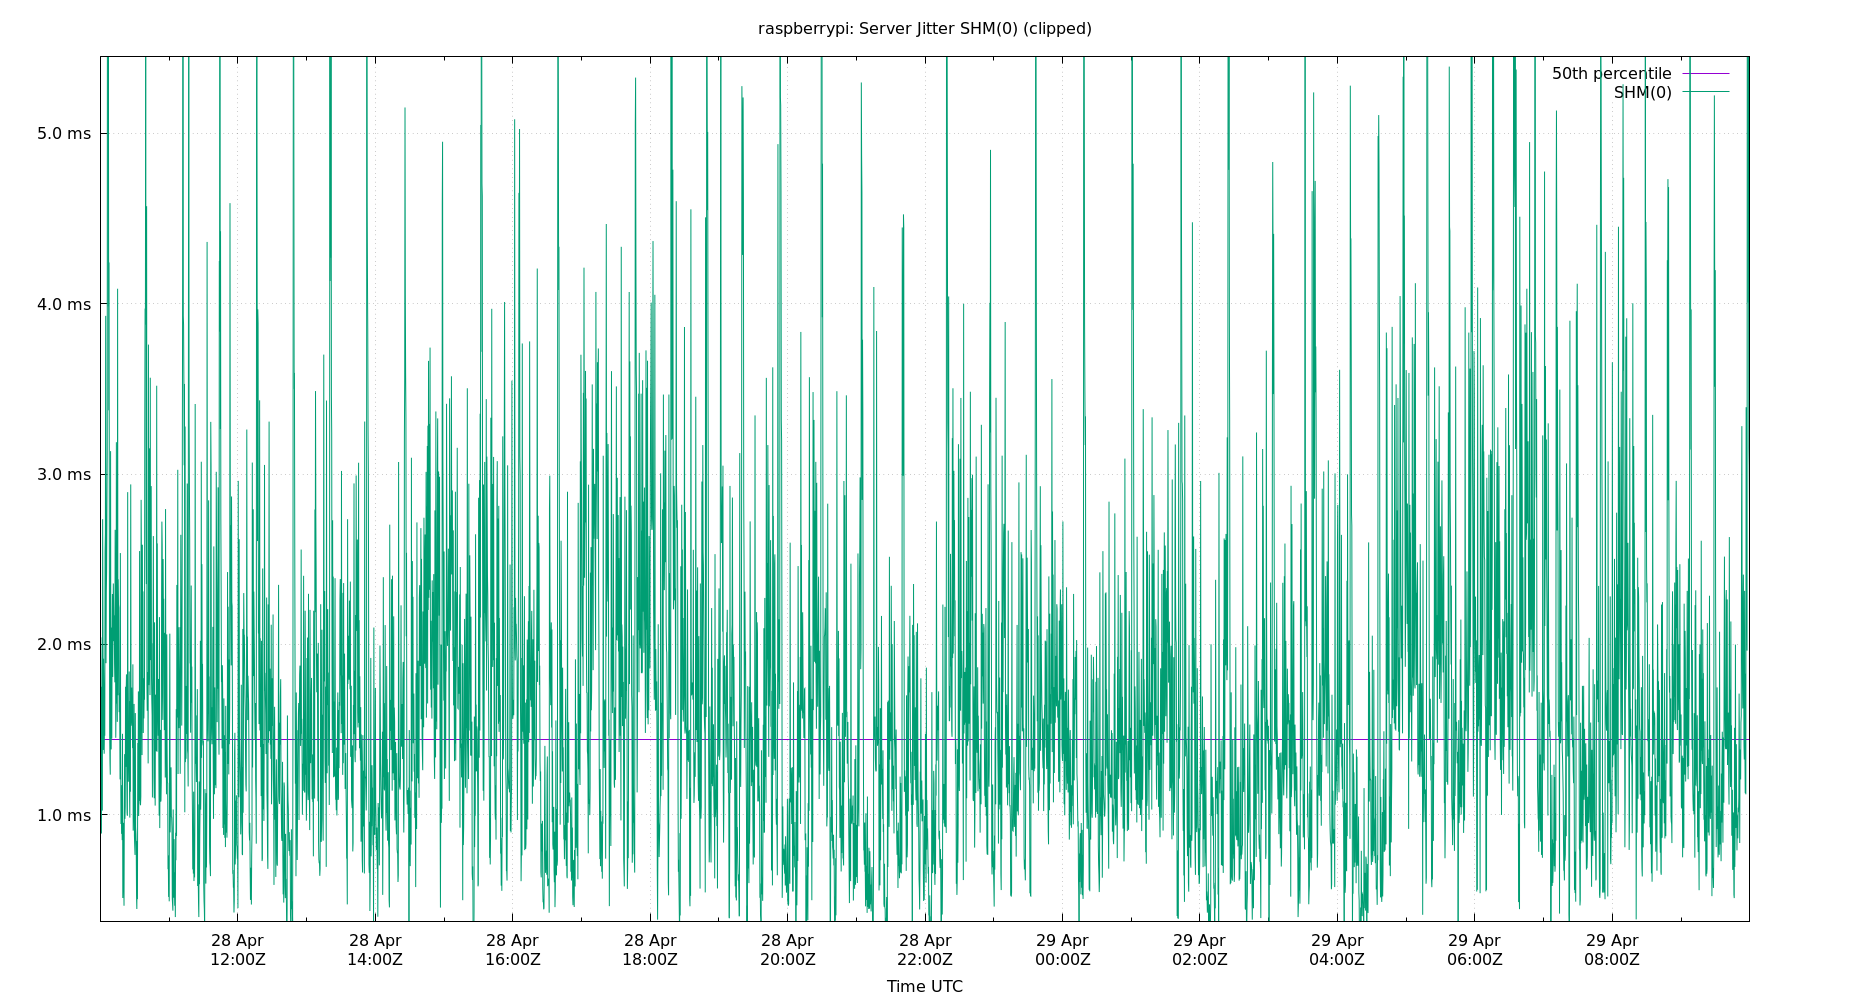 raspberrypi: Server Jitter SHM(0) (clipped)
50th percentile
SHM(0)
5.0 ms
4.0 ms
3.0 ms
2.0 ms
1.0 ms
28 Apr 28 Apr 28 Apr 28 Apr 28 Apr 28 Apr 29 Apr 29 Apr 29 Apr 29 Apr 29 Apr
12:00Z 14:00Z 16:00Z 18:00Z 20:00Z 22:00Z 00:00Z 02:00Z 04:00Z 06:00Z 08:00Z
Time UTC